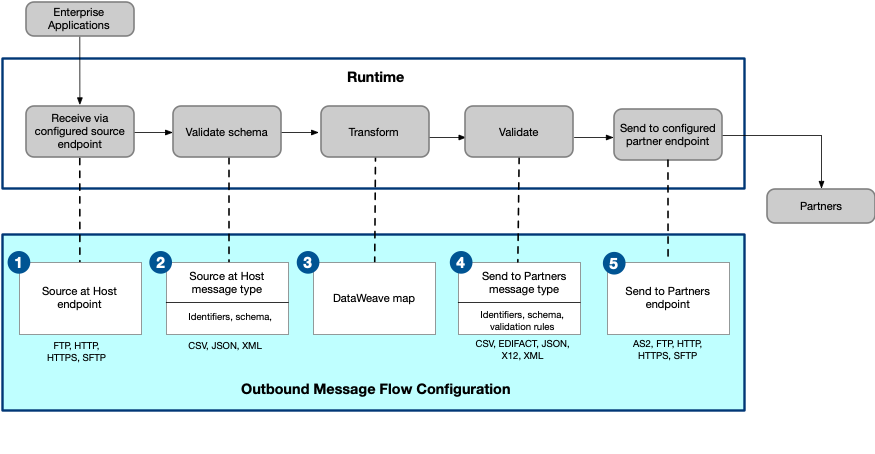 Enterprise
Applications
Runtime
Receive via
configured source
endpoint
Validate schema
Transform
Validate
Send to configured
partner endpoint
Partners
1
Source at Host
endpoint
FTP, HTTP,
HTTPS, SFTP
2
Source at Host
message type
Identifiers, schema,
CSV, JSON, XML
3
DataWeave map
4
Send to Partners
message type
Identifiers, schema,
validation rules
CSV, EDIFACT, JSON,
X12, XML
5
Send to Partners
endpoint
AS2, FTP, HTTP,
HTTPS, SFTP
Outbound Message Flow Configuration